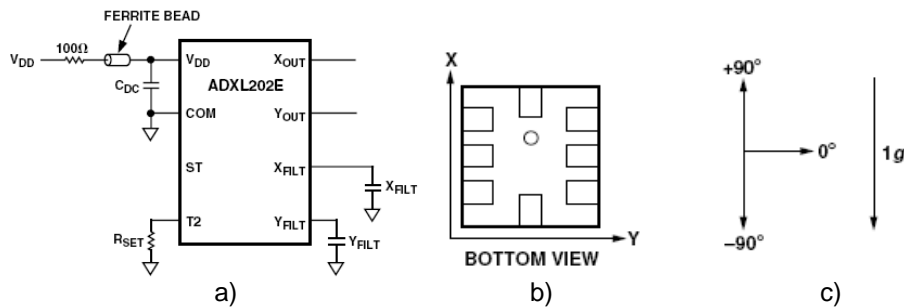 FERRITE BEAD
V_DD
100Ω
C_DC
V_DD
X_OUT
ADXL202E
COM
Y_OUT
ST
X_FILT
X_FILT
T2
Y_FILT
R_SET
Y_FILT
a)
X
Y
BOTTOM VIEW
b)
+90°
0°
1g
−90°
c)